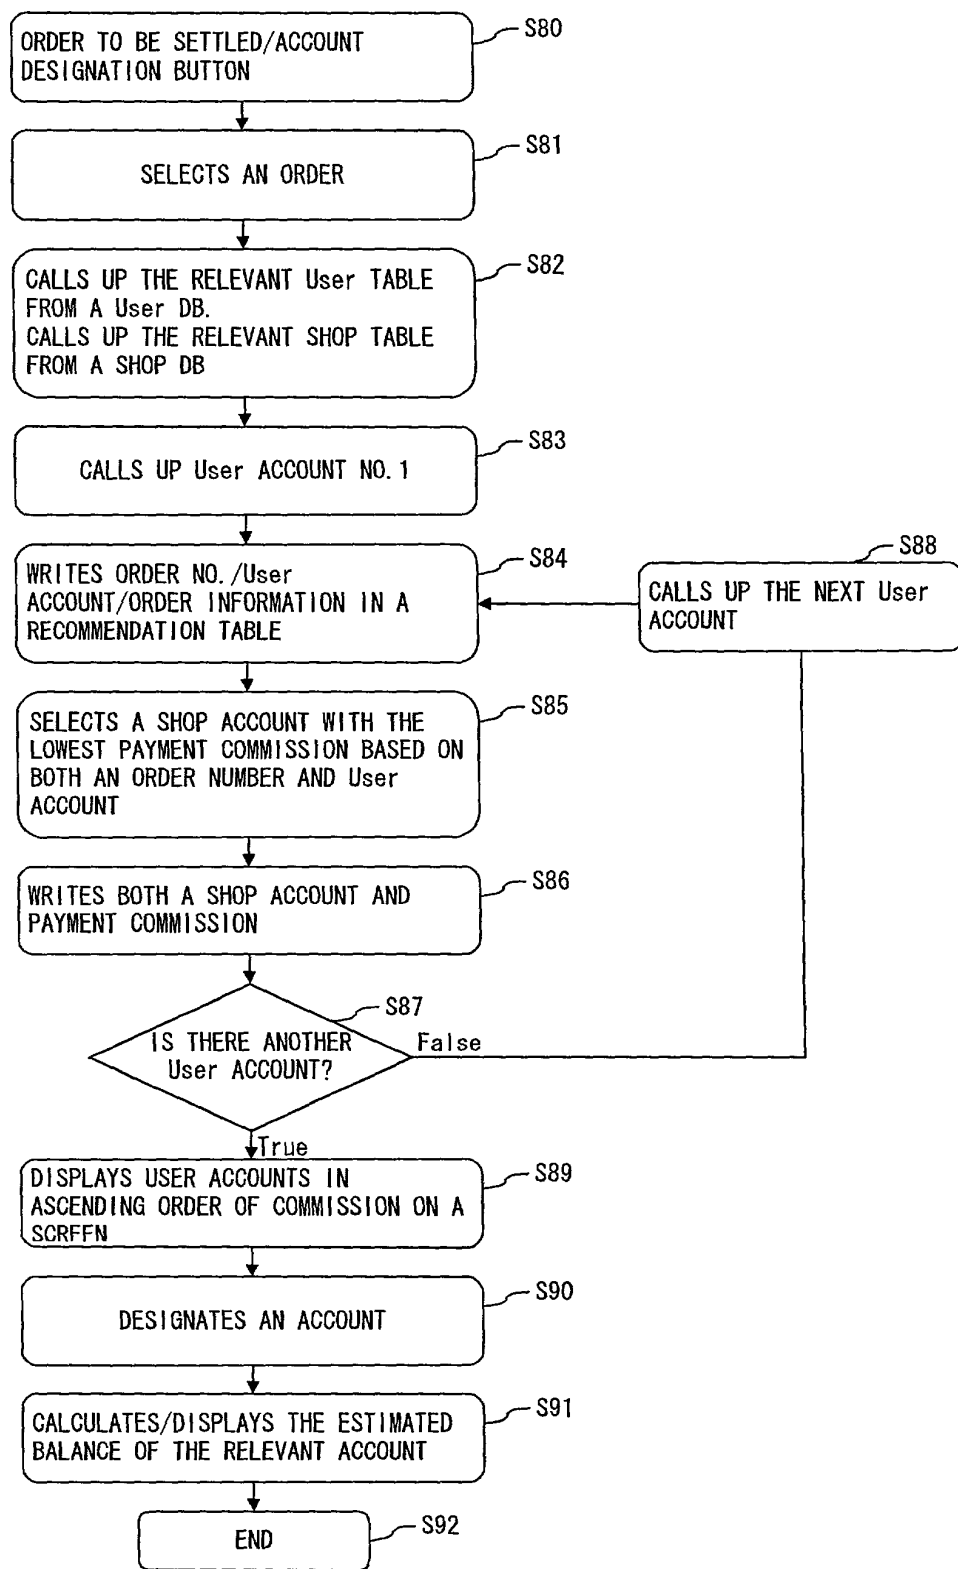 ORDER TO BE SETTLED/ACCOUNT
DESIGNATION BUTTON
S80
SELECTS AN ORDER
S81
CALLS UP THE RELEVANT User TABLE
FROM A User DB.
CALLS UP THE RELEVANT SHOP TABLE
FROM A SHOP DB
S82
CALLS UP User ACCOUNT NO.1
S83
WRITES ORDER NO./User
ACCOUNT/ORDER INFORMATION IN A
RECOMMENDATION TABLE
S84
CALLS UP THE NEXT User
ACCOUNT
S88
SELECTS A SHOP ACCOUNT WITH THE
LOWEST PAYMENT COMMISSION BASED ON
BOTH AN ORDER NUMBER AND User
ACCOUNT
S85
WRITES BOTH A SHOP ACCOUNT AND
PAYMENT COMMISSION
S86
IS THERE ANOTHER
User ACCOUNT?
S87
False
True
DISPLAYS USER ACCOUNTS IN
ASCENDING ORDER OF COMMISSION ON A
SCREEN
S89
DESIGNATES AN ACCOUNT
S90
CALCULATES/DISPLAYS THE ESTIMATED
BALANCE OF THE RELEVANT ACCOUNT
S91
END
S92